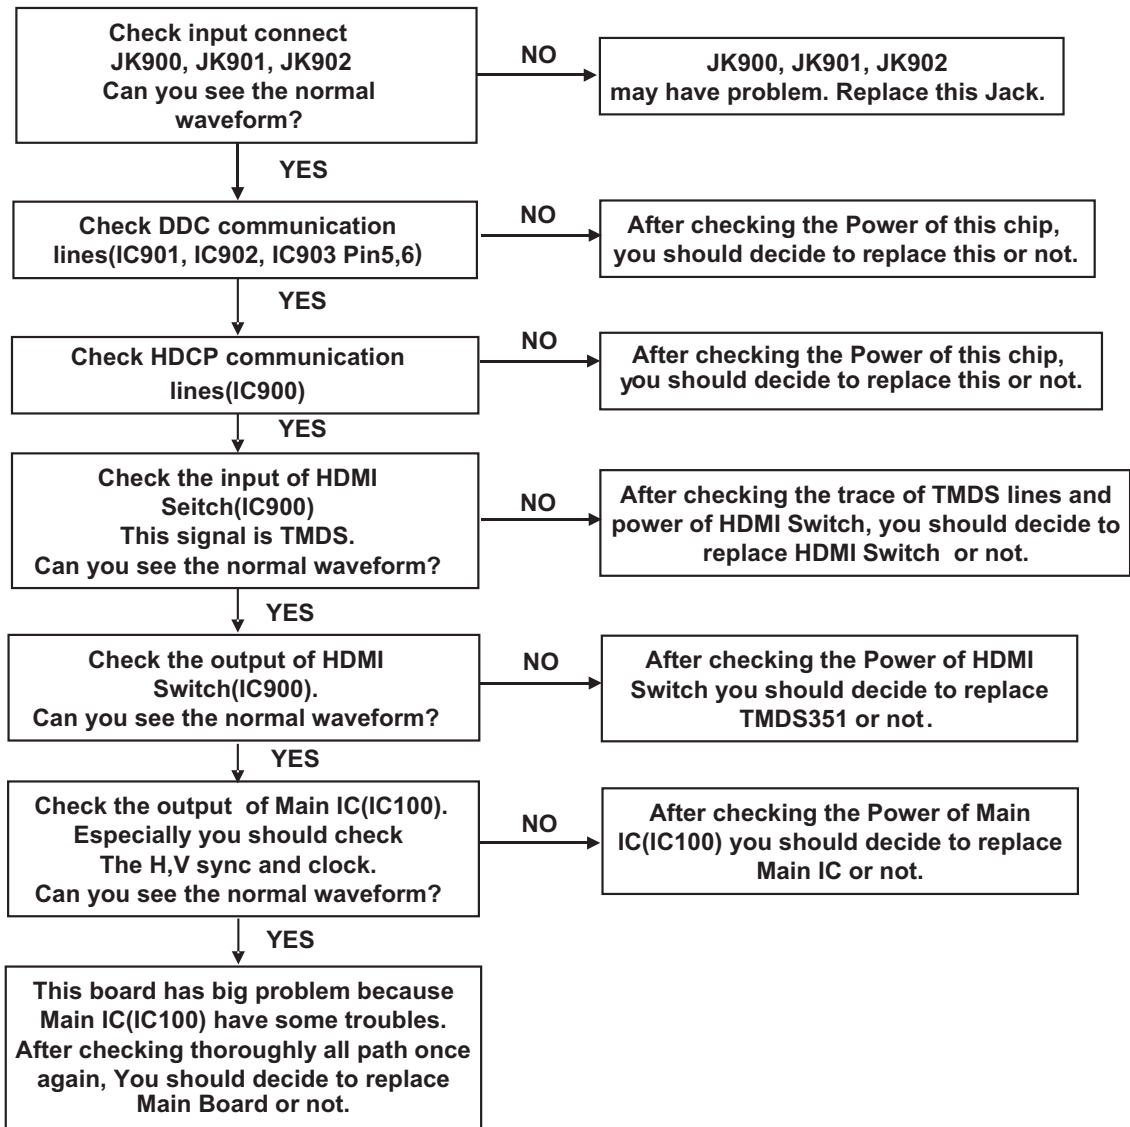 Check input connect
JK900, JK901, JK902
Can you see the normal
waveform?
NO
JK900, JK901, JK902
may have problem. Replace this Jack.
YES
Check DDC communication
lines(IC901, IC902, IC903 Pin5,6)
NO
After checking the Power of this chip,
you should decide to replace this or not.
YES
Check HDCP communication
lines(IC900)
NO
After checking the Power of this chip,
you should decide to replace this or not.
YES
Check the input of HDMI
Seitch(IC900)
This signal is TMDS.
Can you see the normal waveform?
NO
After checking the trace of TMDS lines and
power of HDMI Switch, you should decide to
replace HDMI Switch or not.
YES
Check the output of HDMI
Switch(IC900).
Can you see the normal waveform?
NO
After checking the Power of HDMI
Switch you should decide to replace
TMDS351 or not.
YES
Check the output of Main IC(IC100).
Especially you should check
The H,V sync and clock.
Can you see the normal waveform?
NO
After checking the Power of Main
IC(IC100) you should decide to replace
Main IC or not.
YES
This board has big problem because
Main IC(IC100) have some troubles.
After checking thoroughly all path once
again, You should decide to replace
Main Board or not.